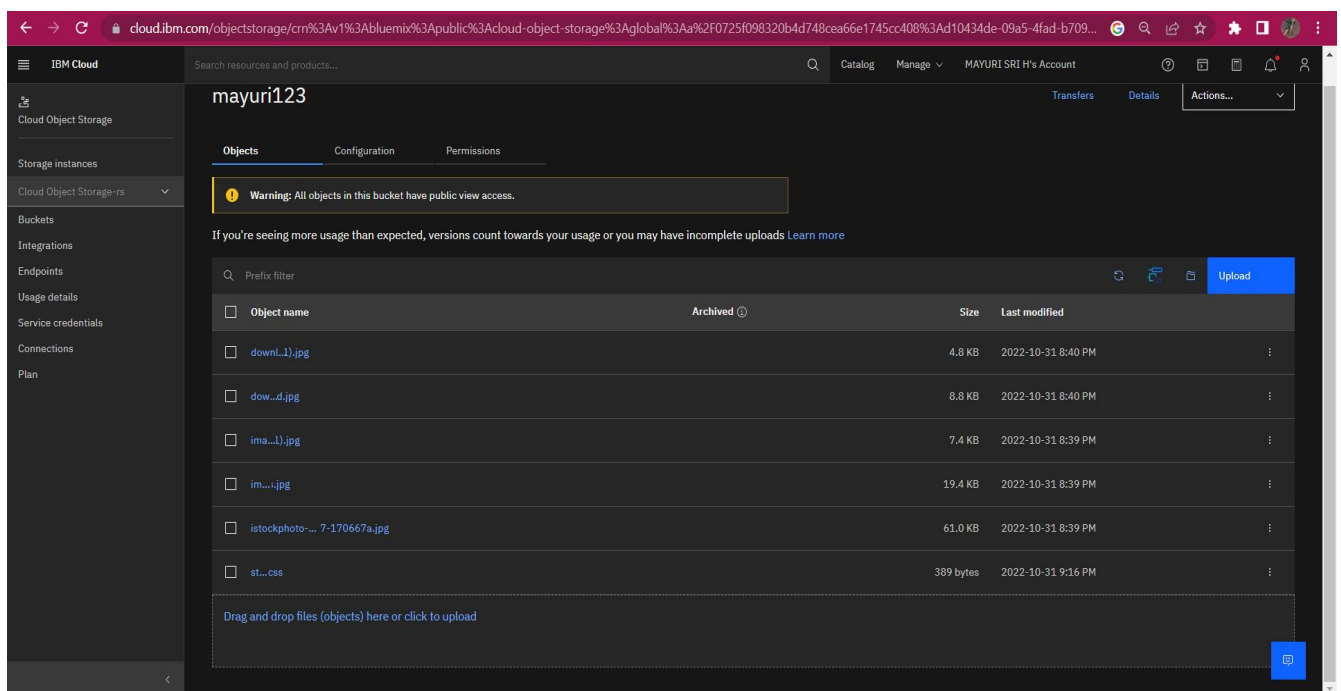 cloud.ibm.com/objectstorage/crn%3Av1%3Abluemix%3Apublic%3Acloud-object-storage%3Aglobal%3Aa%2F0725f098320b4d748cea66e1745cc408%3Ad10434de-09a5-4fad-b709...
IBM Cloud
Search resources and products...
Catalog
Manage
MAYURI SRI H's Account
Cloud Object Storage
Storage instances
Cloud Object Storage-rs
Buckets
Integrations
Endpoints
Usage details
Service credentials
Connections
Plan
mayuri123
Transfers
Details
Actions...
Objects Configuration Permissions
Warning: All objects in this bucket have public view access.
If you're seeing more usage than expected, versions count towards your usage or you may have incomplete uploads Learn more
Prefix filter
Upload
Object name Archived Size Last modified
downl..1).jpg 4.8 KB 2022-10-31 8:40 PM
dow...d.jpg 8.8 KB 2022-10-31 8:40 PM
ima...1).jpg 7.4 KB 2022-10-31 8:39 PM
19.4 KB 2022-10-31 8:39 PM
istockphoto-... 7-170667a.jpg 61.0 KB 2022-10-31 8:39 PM
st...css 389 bytes 2022-10-31 9:16 PM
Drag and drop files (objects) here or click to upload